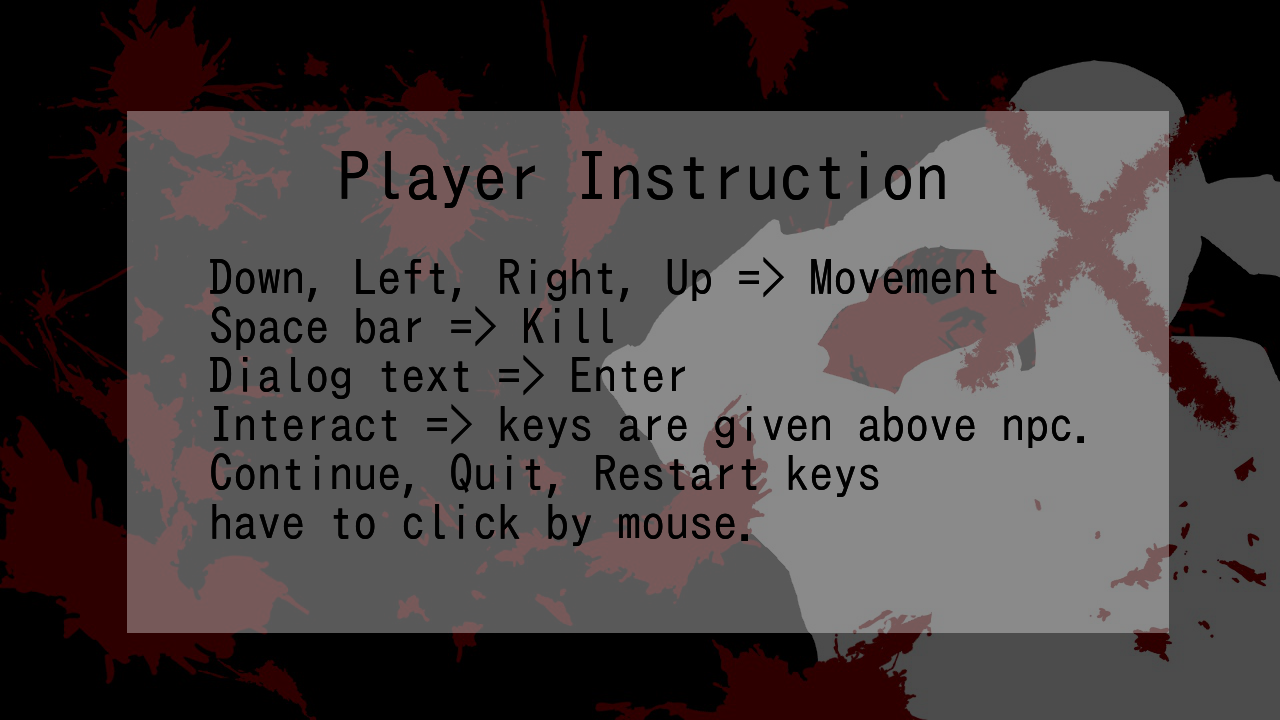 Player Instruction
Down, Left, Right, Up => Movement
Space bar => Kill
Dialog text => Enter
Interact => keys are given above npc.
Continue, Quit, Restart keys
have to click by mouse.